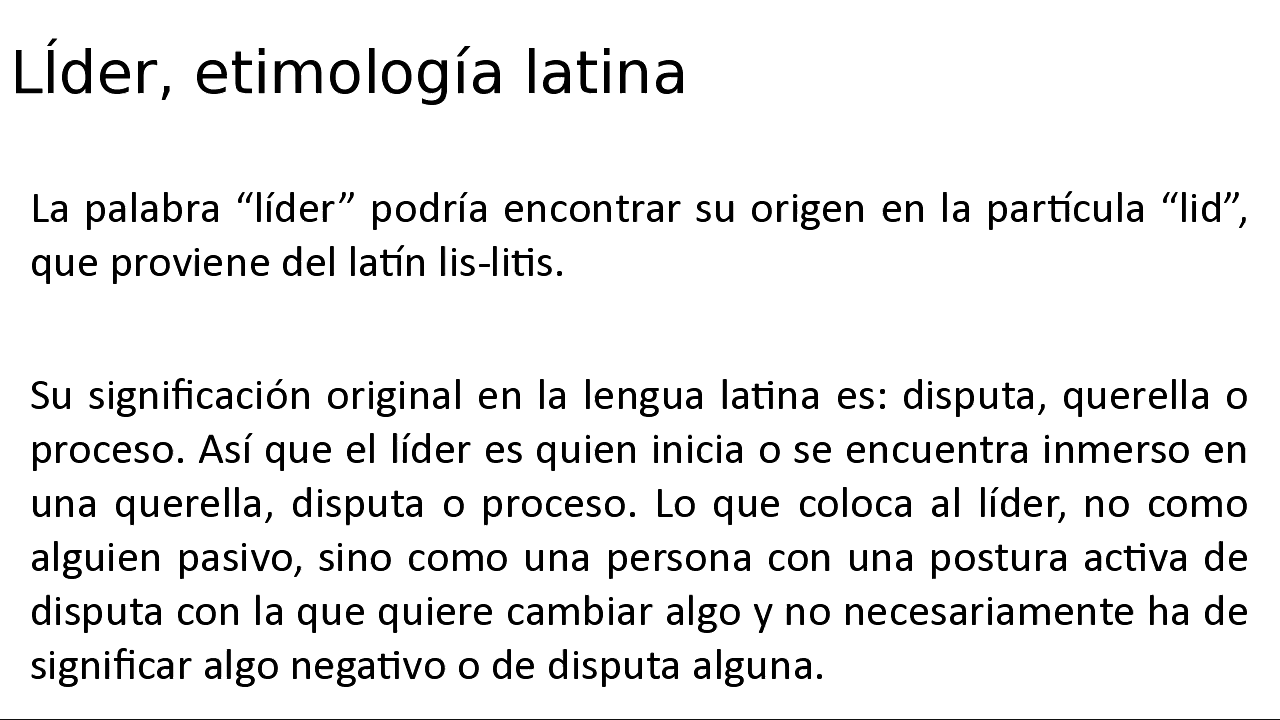 LÍder, etimología latina
La palabra “líder” podría encontrar su origen en la partícula “lid”,
que proviene del latín lis-litis.
Su significación original en la lengua latina es: disputa, querella o
proceso. Así que el líder es quien inicia o se encuentra inmerso en
una querella, disputa o proceso. Lo que coloca al líder, no como
alguien pasivo, sino como una persona con una postura activa de
disputa con la que quiere cambiar algo y no necesariamente ha de
significar algo negativo o de disputa alguna.